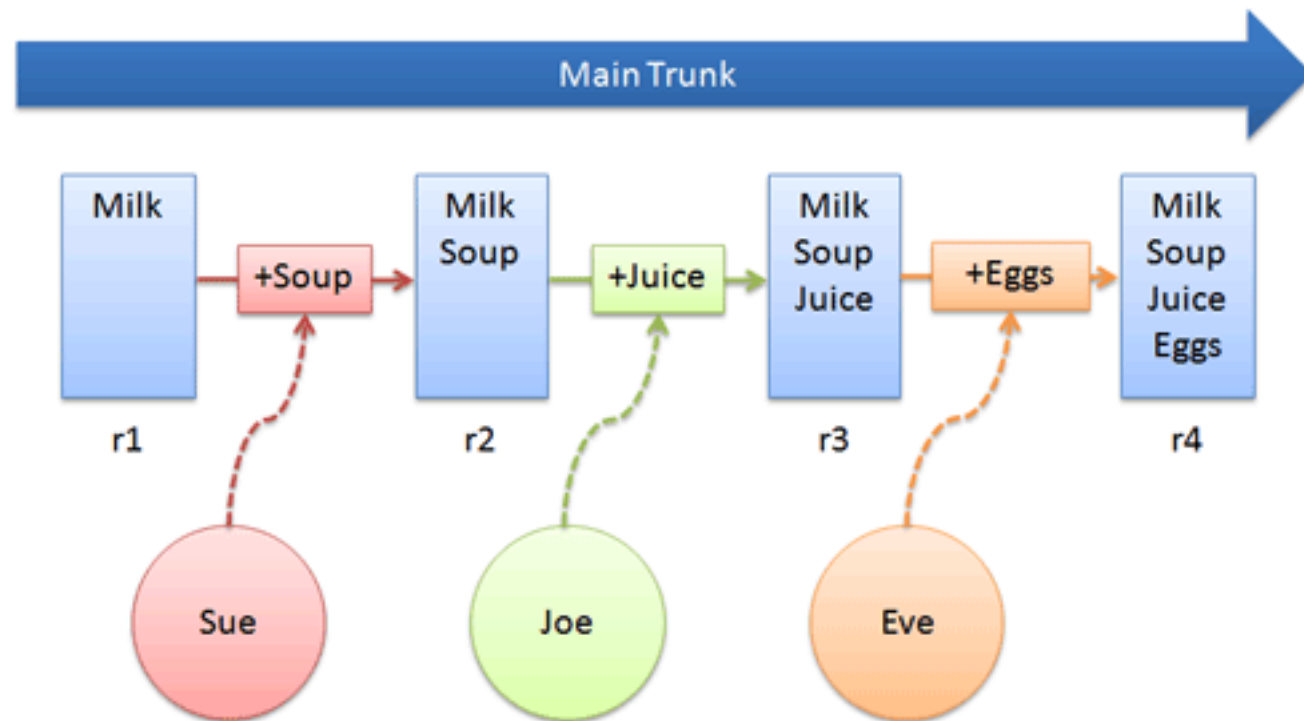 Main Trunk
Milk
+Soup
Milk
Soup
+Juice
Milk
Soup
Juice
+Eggs
Milk
Soup
Juice
Eggs
r1
r2
r3
r4
Sue
Joe
Eve